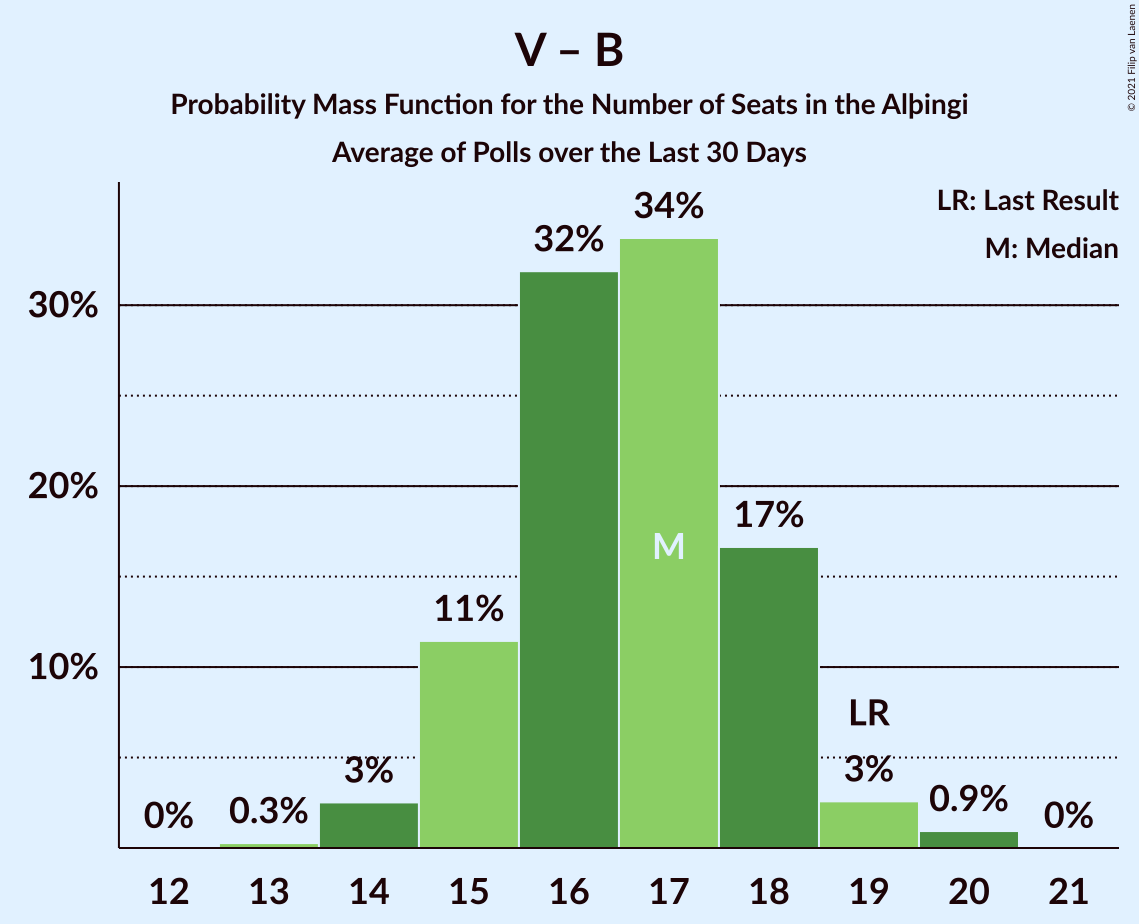 V – B
Probability Mass Function for the Number of Seats in the Alþingi
Average of Polls over the Last 30 Days
© 2021 Filip van Laenen
LR: Last Result
M: Median
34%
32%
30%
20%
17%
M
11%
10%
LR
3%
3%
0.9%
0.3%
0%
0%
12 13 14 15 16 17 18 19 20 21